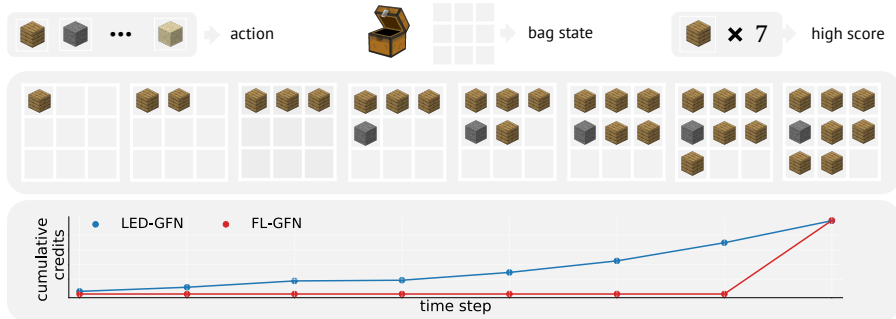 ••• action
bag state
× 7 high score
LED-GFN FL-GFN
cumulative
credits
time step